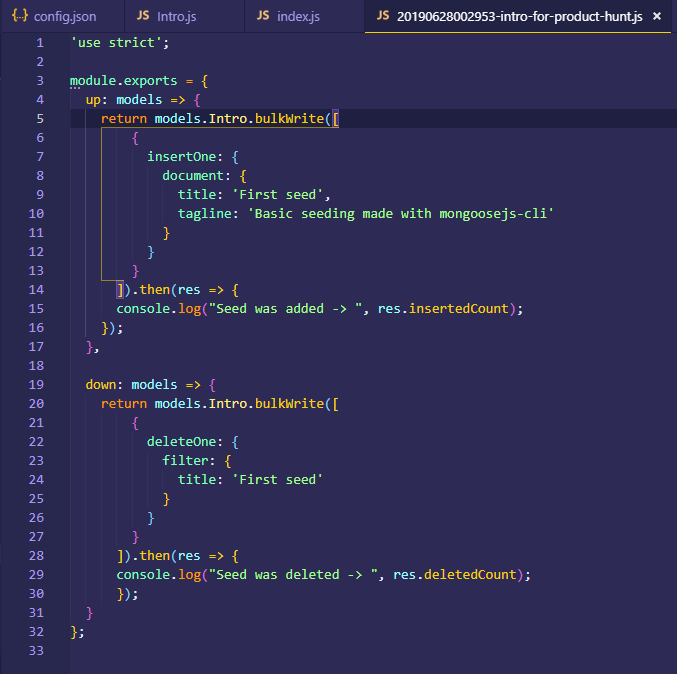 {..} config.json JS Intro.js JS index.js JS 20190628002953-intro-for-product-hunt.js ×
1 'use strict';
2
3 module.exports = {
4   up: models => {
5     return models.Intro.bulkWrite([
6         {
7           insertOne: {
8             document: {
9               title: 'First seed',
10               tagline: 'Basic seeding made with mongoosejs-cli'
11             }
12           }
13         }
14       ]).then(res => {
15       console.log("Seed was added -> ", res.insertedCount);
16     });
17   },
18
19   down: models => {
20     return models.Intro.bulkWrite([
21         {
22           deleteOne: {
23             filter: {
24               title: 'First seed'
25             }
26           }
27         }
28       ]).then(res => {
29       console.log("Seed was deleted -> ", res.deletedCount);
30       });
31   }
32 };
33